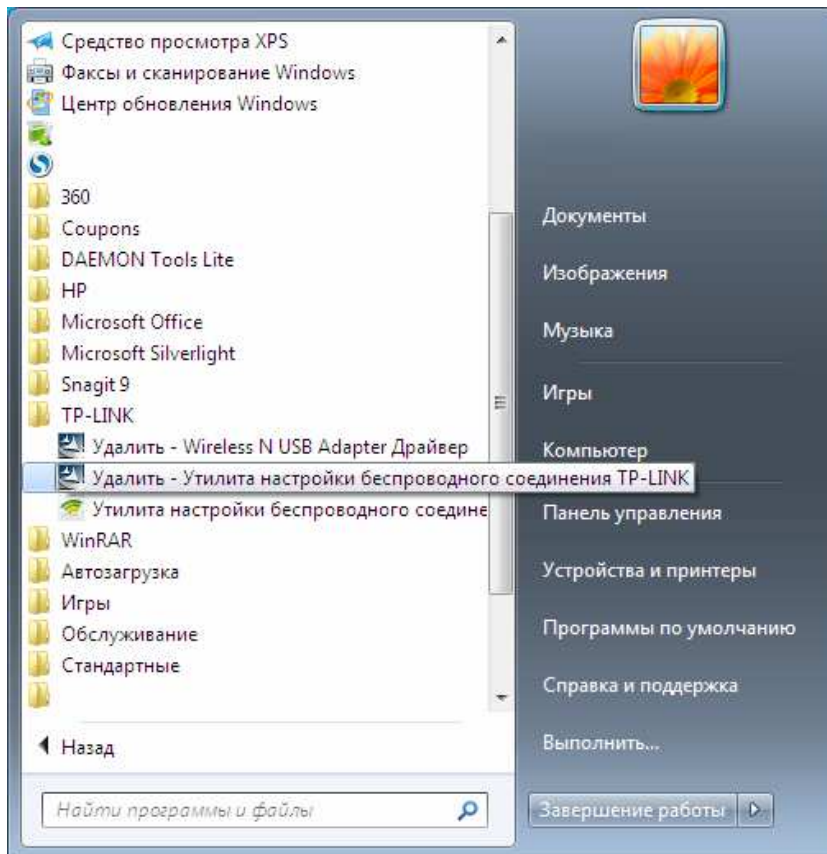 Средство просмотра XPS
Факсы и сканирование Windows
Центр обновления Windows
360
Coupons
DAEMON Tools Lite
HP
Microsoft Office
Microsoft Silverlight
Snagit 9
TP-LINK
Удалить - Wireless N USB Adapter Драйвер
Удалить - Утилита настройки беспроводного соединения TP-LINK
Утилита настройки беспроводного соедине
WinRAR
Автозагрузка
Игры
Обслуживание
Стандартные
Назад
Найти программы и файлы
Документы
Изображения
Музыка
Игры
Компьютер
Панель управления
Устройства и принтеры
Программы по умолчанию
Справка и поддержка
Выполнить...
Завершение работы